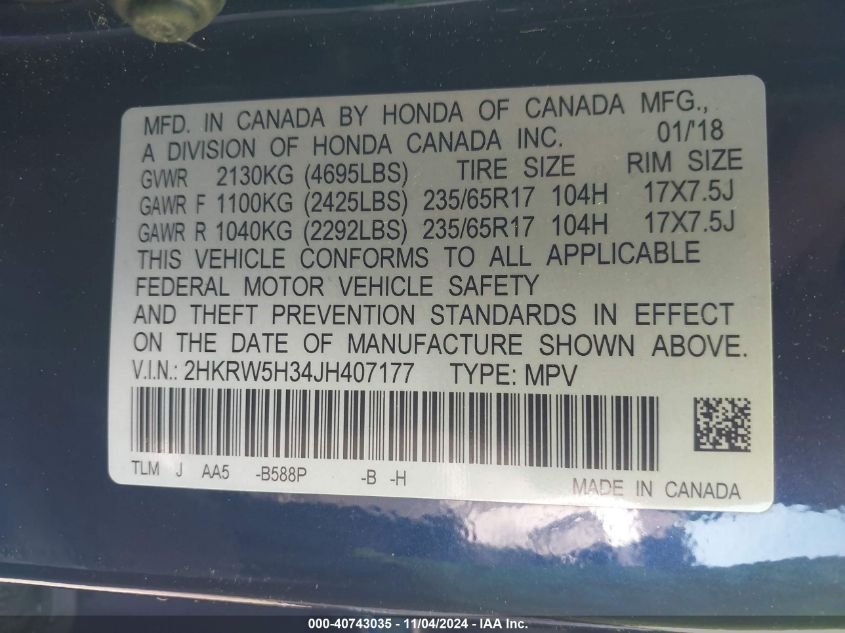 MFD. IN CANADA BY HONDA OF CANADA MFG.,
A DIVISION OF HONDA CANADA INC. 01/'18
GVWR 2130KG (4695LBS) TIRE SIZE RIM SIZE
GAWR F 1100KG (2425LBS) 235/65R17 104H 17X7.5J
GAWR R 1040KG (2292LBS) 235/65R17 104H 17X7.5J
THIS VEHICLE CONFORMS TO ALL APPLICABLE
FEDERAL MOTOR VEHICLE SAFETY
AND THEFT PREVENTION STANDARDS IN EFFECT
ON THE DATE OF MANUFACTURE SHOWN ABOVE.
V.I.N.: 2HKRW5H34JH407177 TYPE: MPV
TLM J AA5 -B588P -B -H
MADE IN CANADA
000-40743035 - 11/04/2024 - IAA Inc.